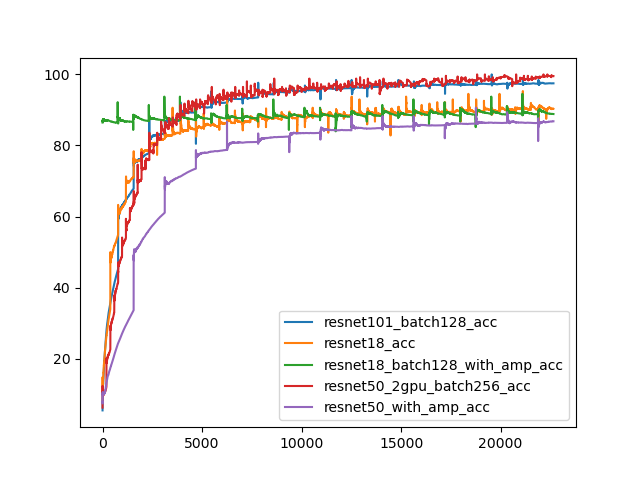 100
80
60
40
20
0
5000
10000
15000
20000
resnet101_batch128_acc
resnet18_acc
resnet18_batch128_with_amp_acc
resnet50_2gpu_batch256_acc
resnet50_with_amp_acc